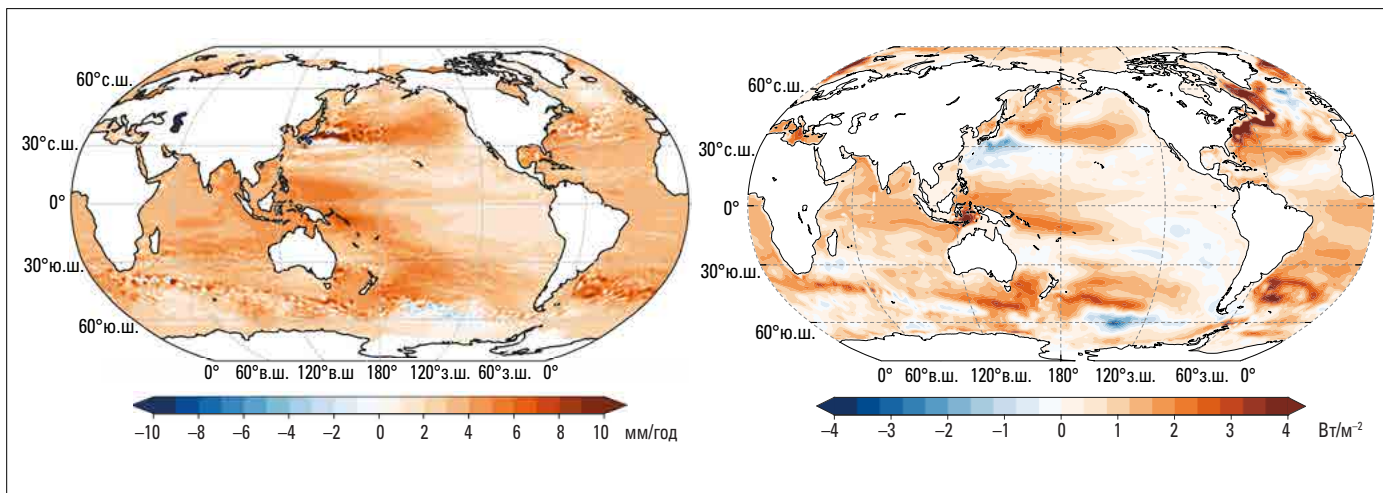 60°с.ш.
30°с.ш.
0°
30°ю.ш.
60°ю.ш.
0° 60°в.ш. 120°в.ш 180° 120°з.ш. 60°з.ш. 0°
−10 −8 −6 −4 −2 0 2 4 6 8 10 мм/год
60°с.ш.
30°с.ш.
0°
30°ю.ш.
60°ю.ш.
0° 60°в.ш. 120°в.ш. 180° 120°з.ш. 60°з.ш. 0°
−4 −3 −2 −1 0 1 2 3 4 Вт/м⁻²